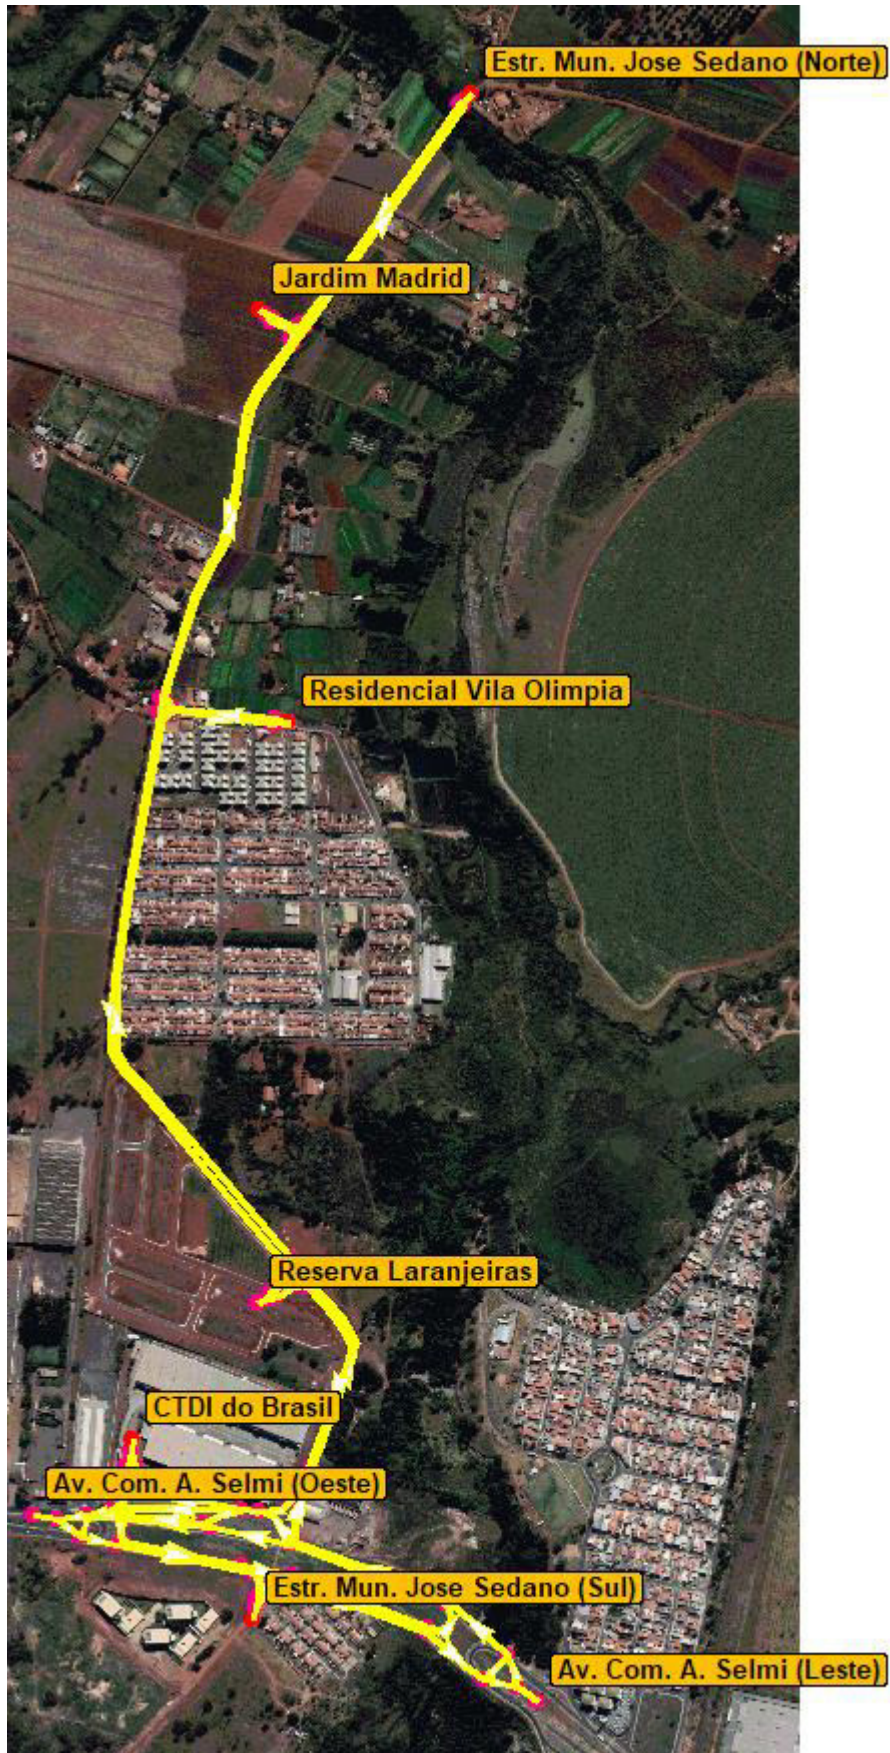 Estr. Mun. Jose Sedano (Norte)
Jardim Madrid
Residencial Vila Olimpia
Reserva Laranjeiras
CTDI do Brasil
Av. Com. A. Selmi (Oeste)
Estr. Mun. Jose Sedano (Sul)
Av. Com. A. Selmi (Leste)